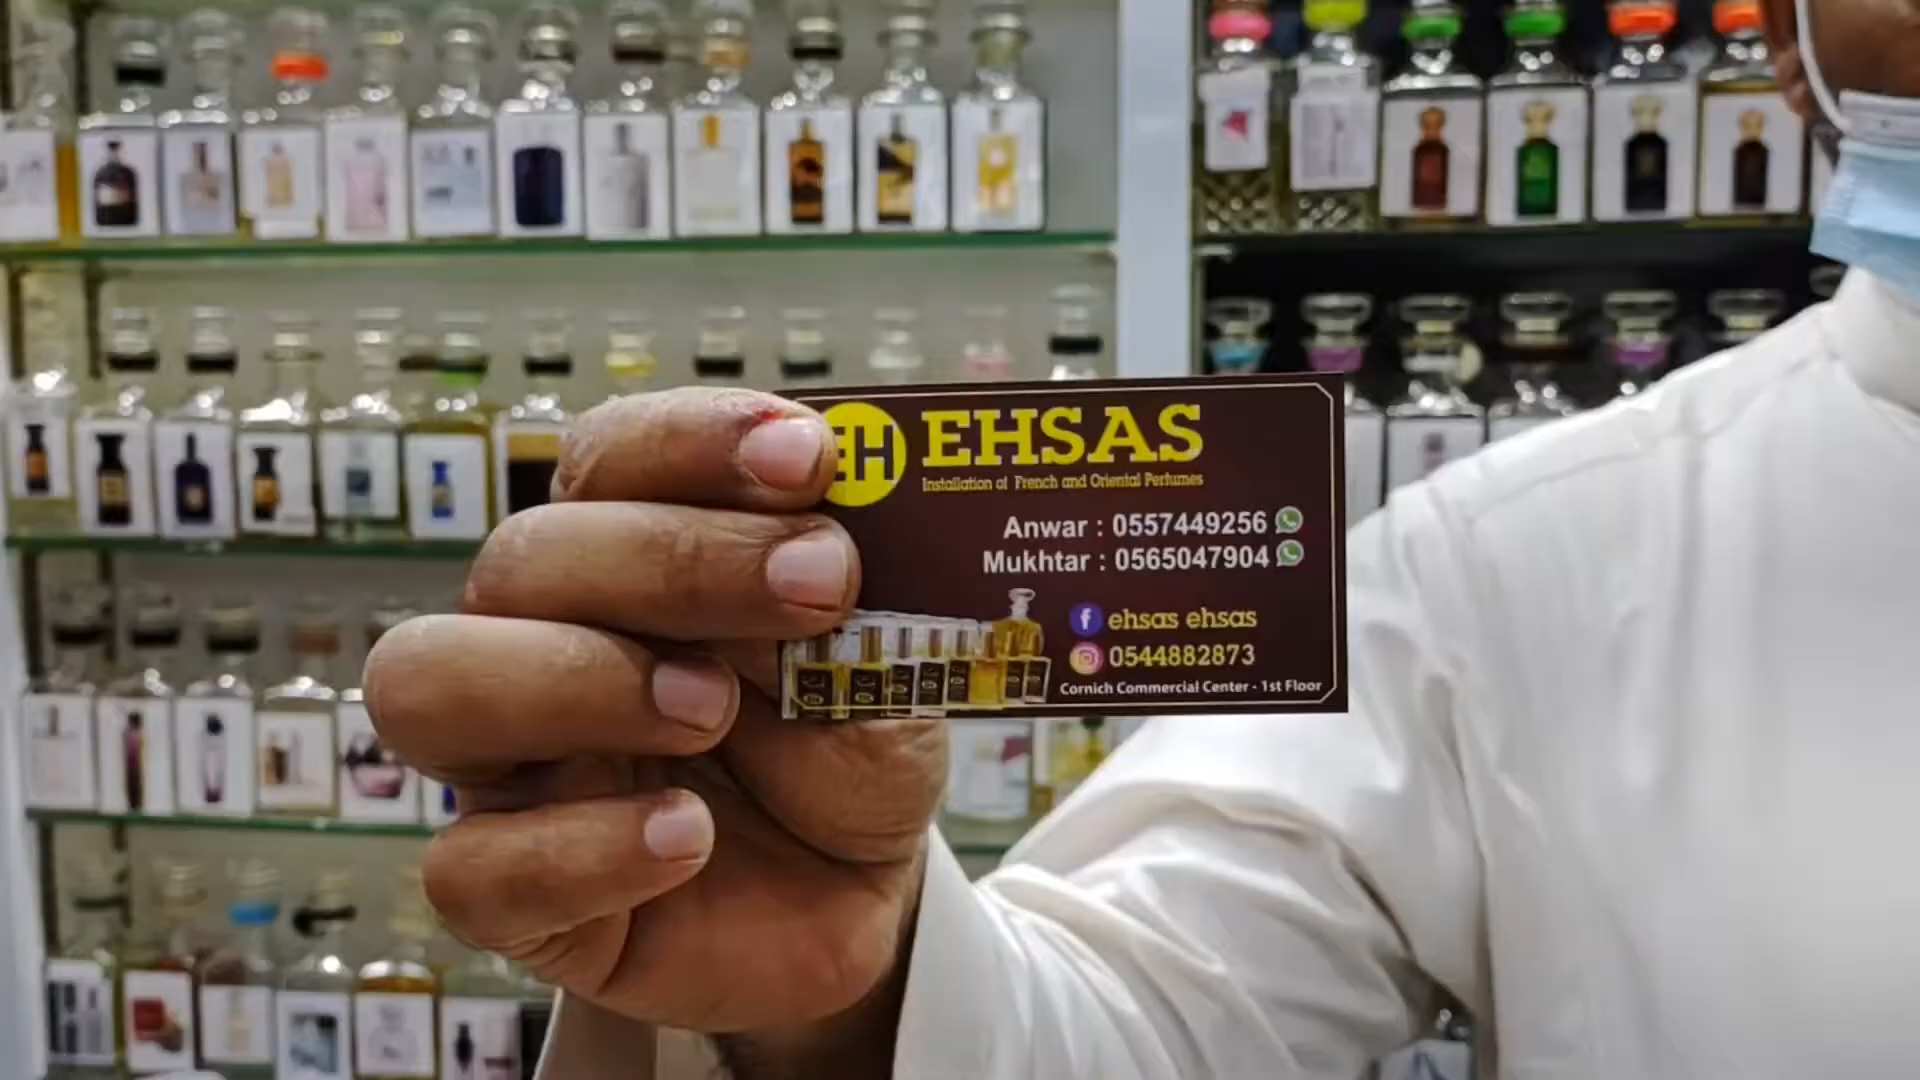 EH EHSAS
Installation of French and Oriental Perfumes
Anwar : 0557449256
Mukhtar : 0565047904
f ehsas ehsas
0544882873
Cornich Commercial Center - 1st Floor